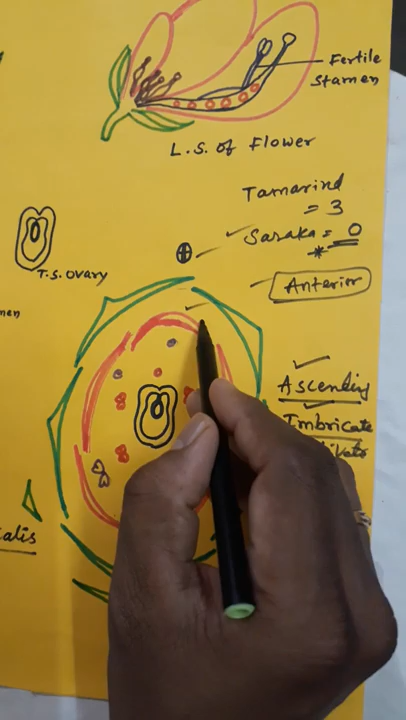 Fertile
Stamen
L.S. of Flower
Tamarind
= 3
Saraka = 0
*
T.S. Ovary
Anterior
Ascending
Imbricate